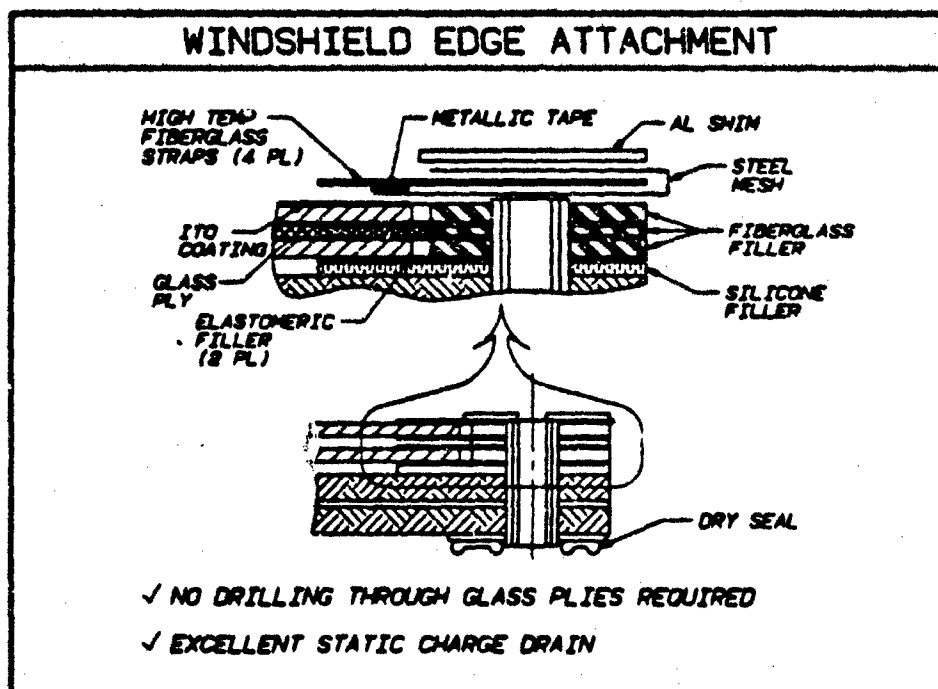 WINDSHIELD EDGE ATTACHMENT
HIGH TEMP
FIBERGLASS
STRAPS (4 PL)
METALLIC TAPE
AL SHIM
STEEL
MESH
ITO
COATING
FIBERGLASS
FILLER
GLASS
PLY
SILICONE
FILLER
ELASTOMERIC
FILLER
(2 PL)
DRY SEAL
✓ NO DRILLING THROUGH GLASS PLIES REQUIRED
✓ EXCELLENT STATIC CHARGE DRAIN